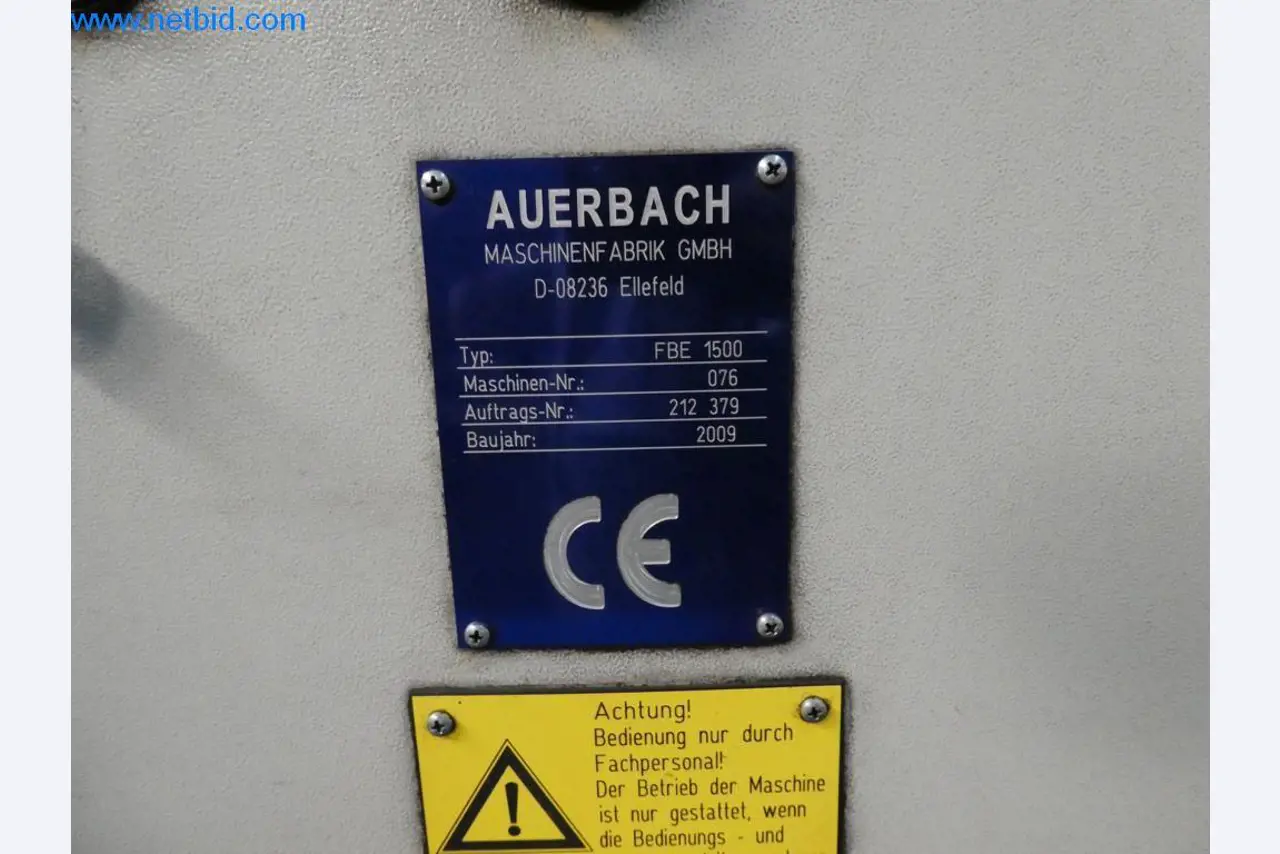 www.netbid.com
AUERBACH
MASCHINENFABRIK GMBH
D-08236 Ellefeld
Typ: FBE 1500
Maschinen-Nr.: 076
Auftrags-Nr.: 212 379
Baujahr: 2009
CE
Achtung!
Bedienung nur durch
Fachpersonal!
Der Betrieb der Maschine
ist nur gestattet, wenn
die Bedienungs - und